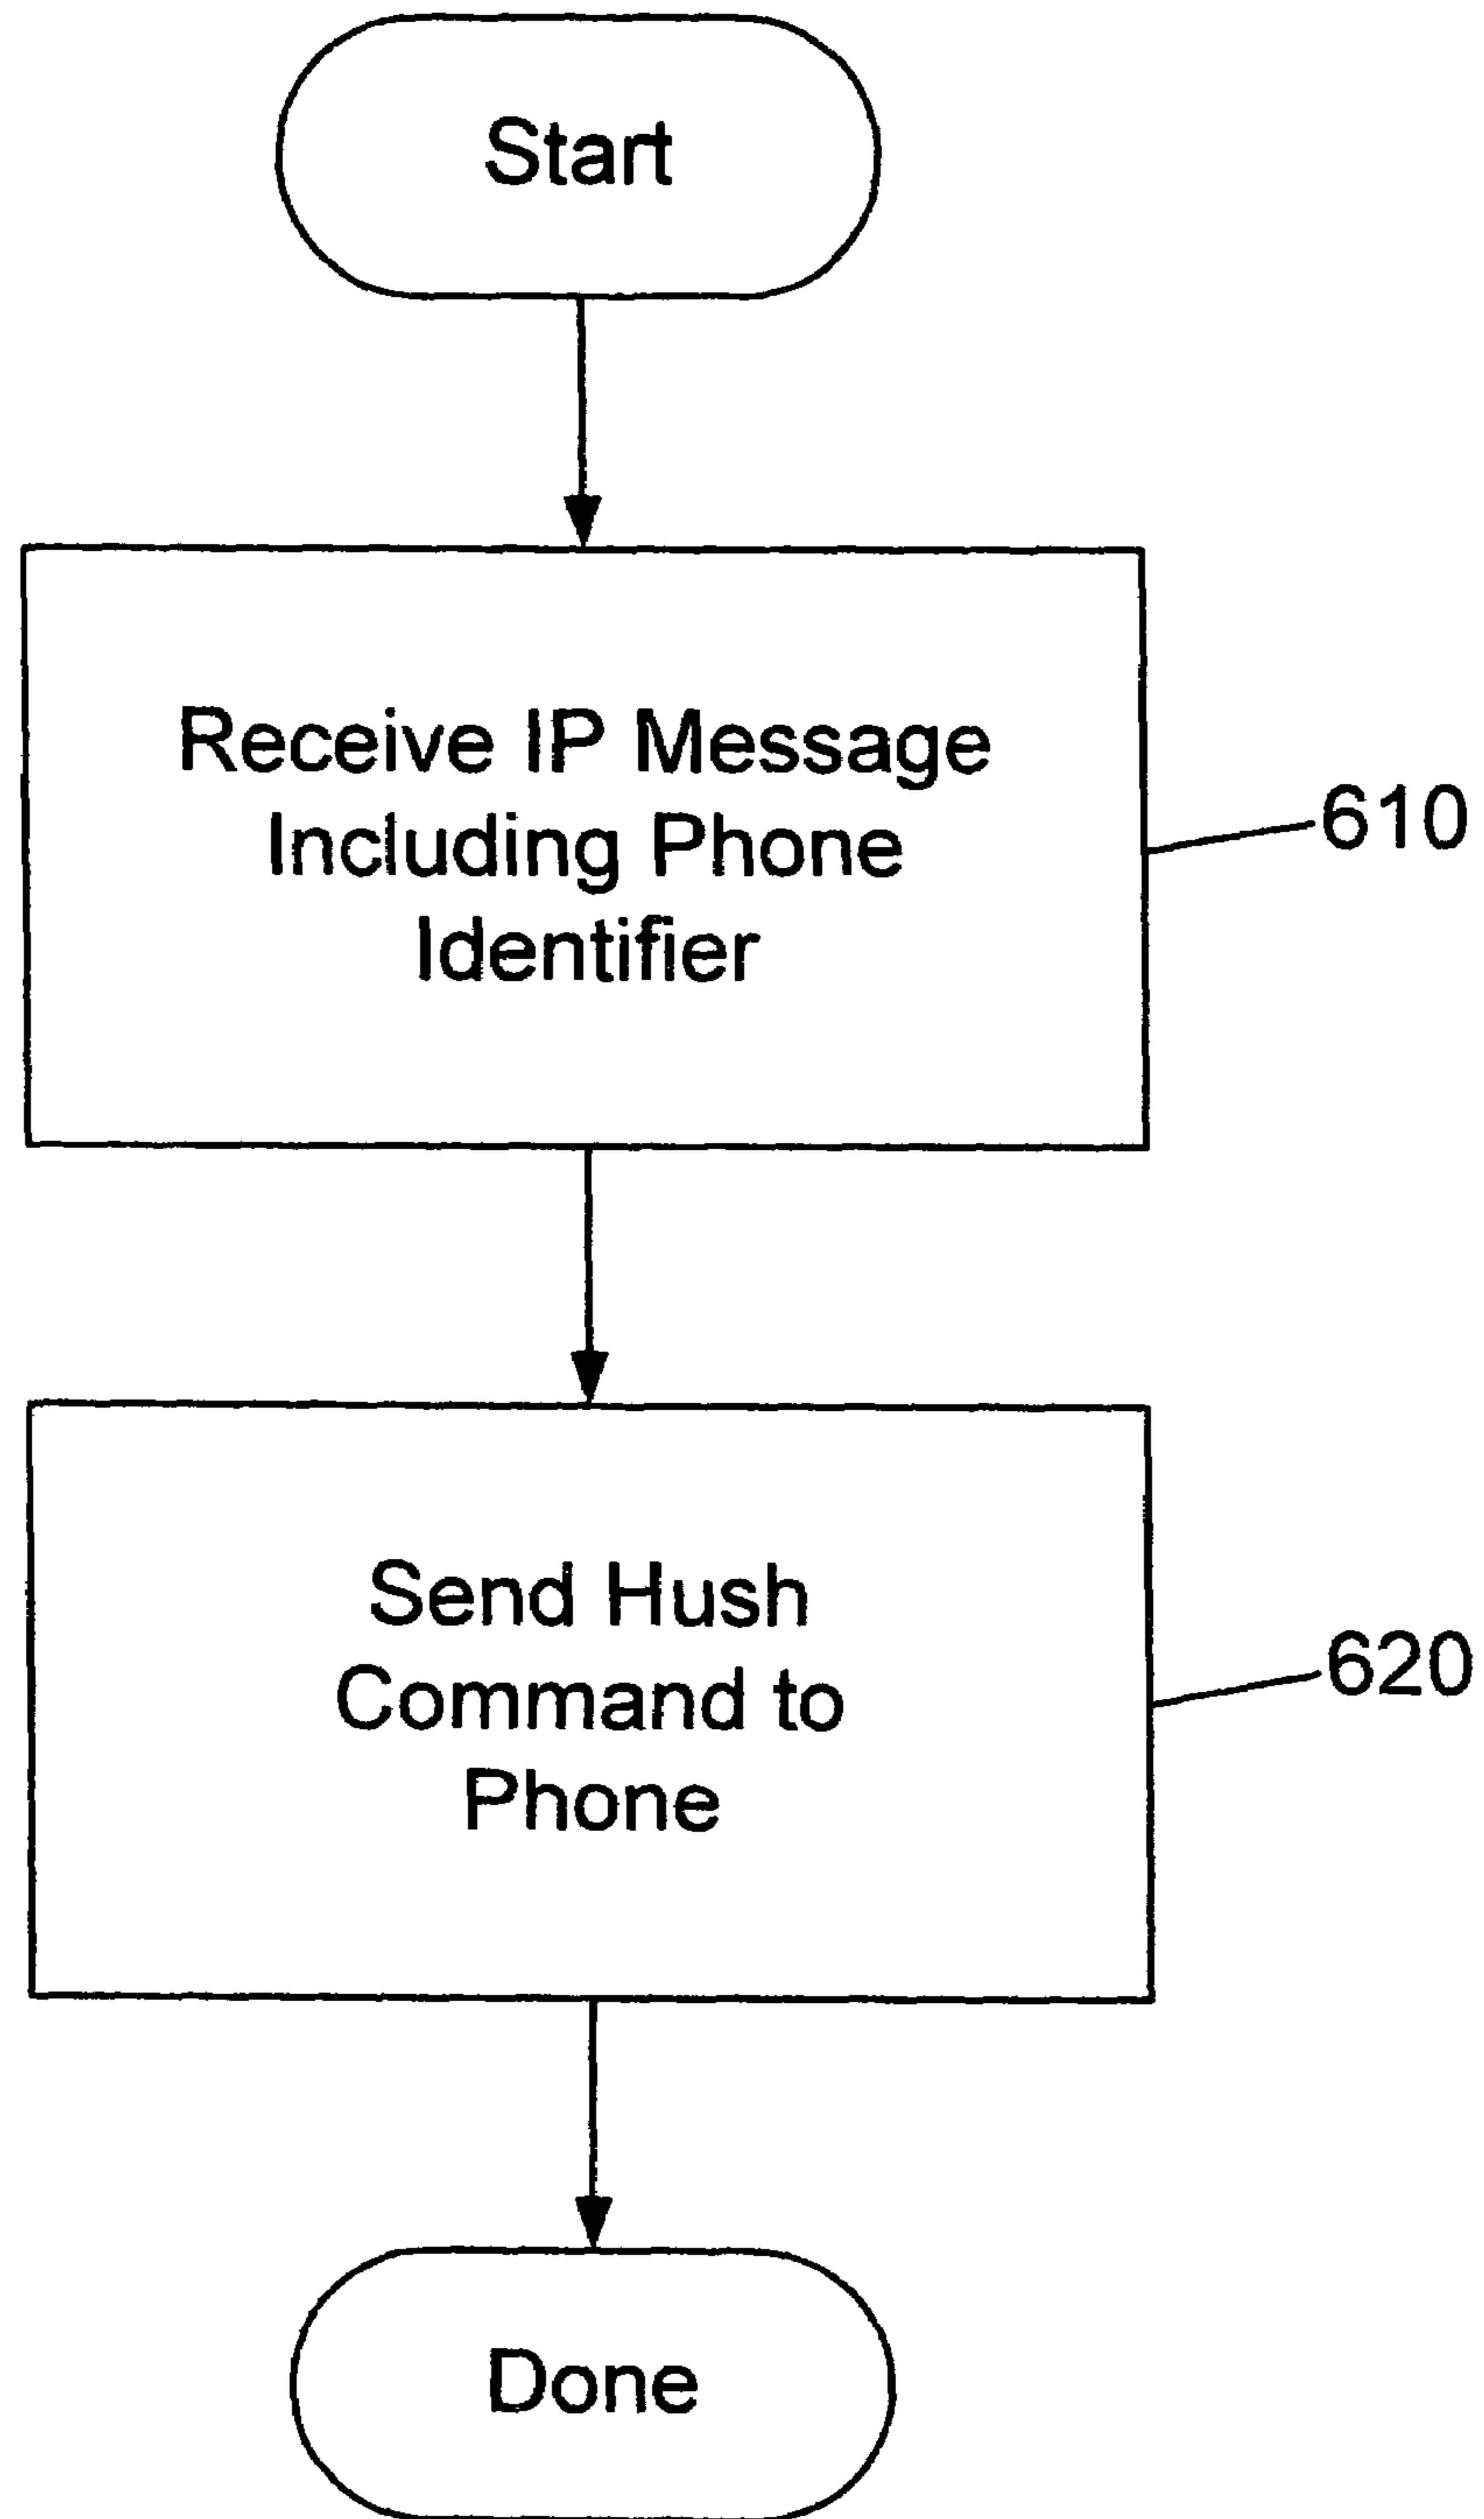 Start
Receive IP Message
Including Phone
Identifier
610
Send Hush
Command to
Phone
620
Done